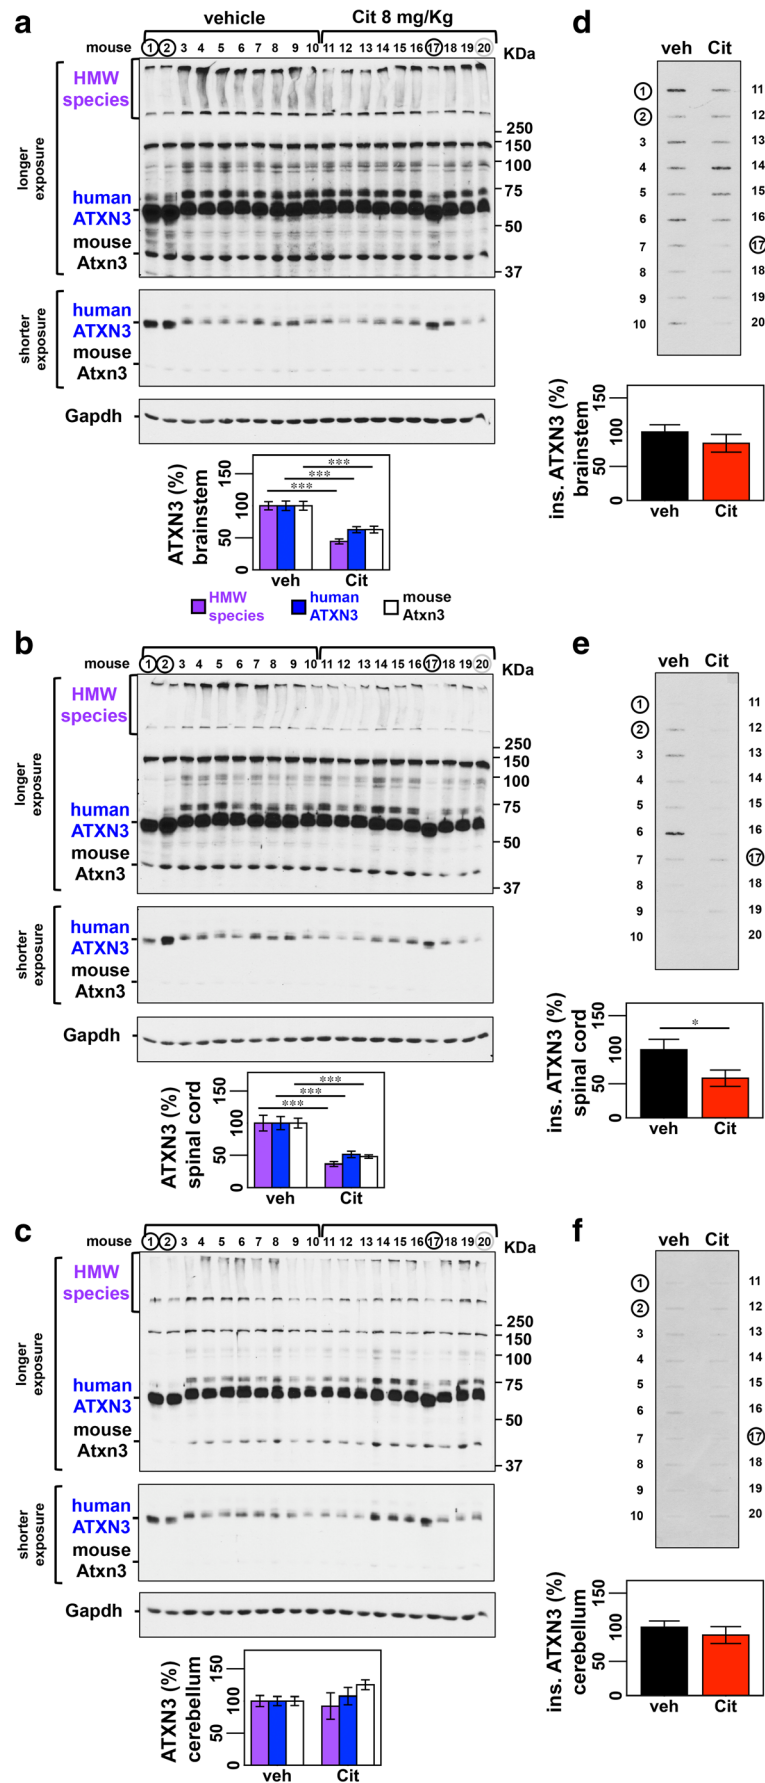 a
vehicle
Cit 8 mg/Kg
mouse 1 2 3 4 5 6 7 8 9 10 11 12 13 14 15 16 17 18 19 20
KDa
HMW
species
longer
exposure
250
150
100
human
ATXN3
75
mouse
Atxn3
50
37
shorter
exposure
human
ATXN3
mouse
Atxn3
Gapdh
ATXN3 (%)
brainstem
150
100
50
0
***
***
***
veh
Cit
HMW
species
human
ATXN3
mouse
Atxn3
d
veh Cit
1 11
2 12
3 13
4 14
5 15
6 16
7 17
8 18
9 19
10 20
ins. ATXN3 (%)
brainstem
150
100
50
0
veh Cit
b
mouse 1 2 3 4 5 6 7 8 9 10 11 12 13 14 15 16 17 18 19 20
KDa
HMW
species
longer
exposure
250
150
100
human
ATXN3
75
mouse
Atxn3
50
37
shorter
exposure
human
ATXN3
mouse
Atxn3
Gapdh
ATXN3 (%)
spinal cord
150
100
50
0
***
***
***
veh
Cit
e
veh Cit
1 11
2 12
3 13
4 14
5 15
6 16
7 17
8 18
9 19
10 20
ins. ATXN3 (%)
spinal cord
150
100
50
0
*
veh Cit
c
mouse 1 2 3 4 5 6 7 8 9 10 11 12 13 14 15 16 17 18 19 20
KDa
HMW
species
longer
exposure
250
150
100
human
ATXN3
75
mouse
Atxn3
50
37
shorter
exposure
human
ATXN3
mouse
Atxn3
Gapdh
ATXN3 (%)
cerebellum
150
100
50
0
veh
Cit
f
veh Cit
1 11
2 12
3 13
4 14
5 15
6 16
7 17
8 18
9 19
10 20
ins. ATXN3 (%)
cerebellum
150
100
50
0
veh Cit